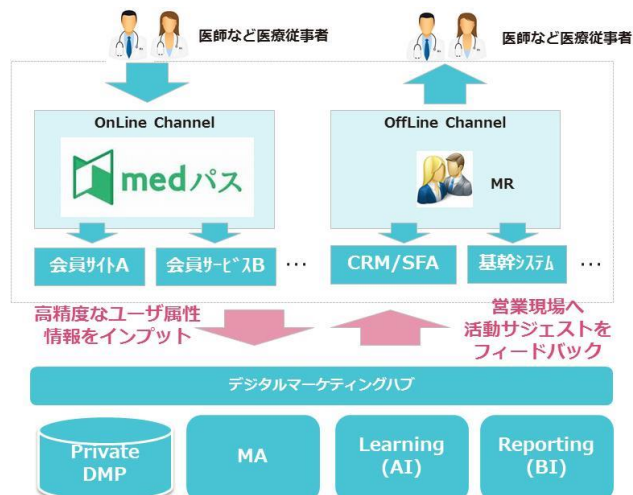 医師など医療従事者
医師など医療従事者
OnLine Channel
medパス
OffLine Channel
MR
会員サイトA
会員サービスB
…
CRM/SFA
基幹システム
…
高精度なユーザ属性
情報をインプット
営業現場へ
活動サジェストを
フィードバック
デジタルマーケティングハブ
Private
DMP
MA
Learning
(AI)
Reporting
(BI)